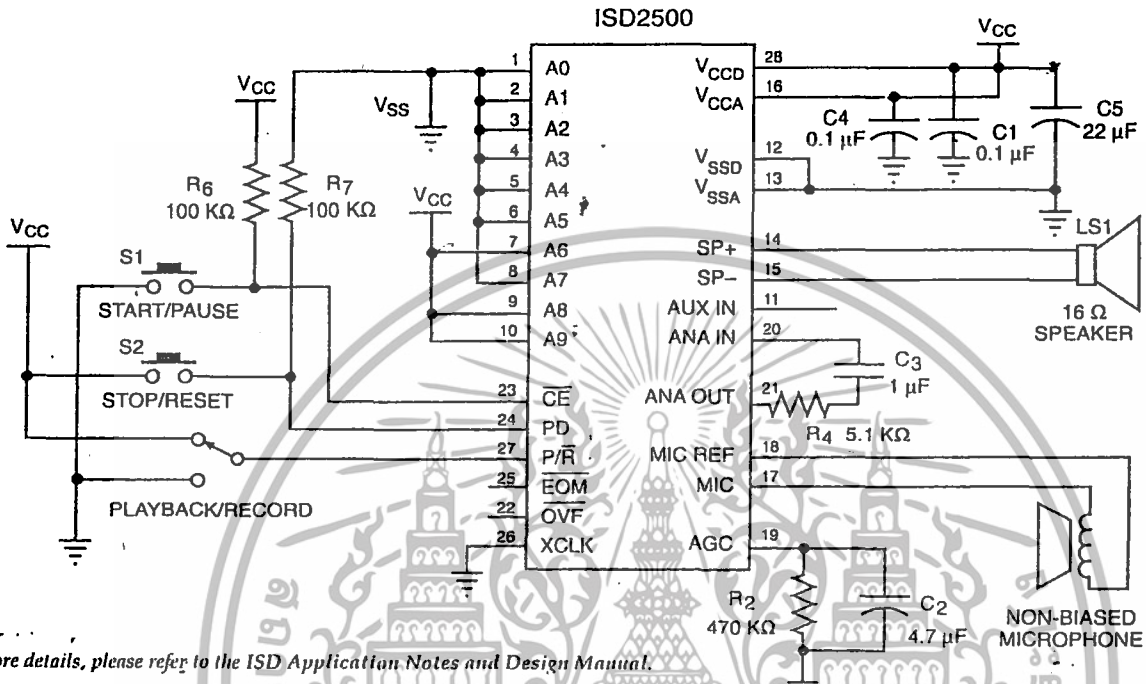 ISD2500
VCC
1 A0 VCCD 28
VCC
2 A1 VCCA 16
VSS
3 A2
C4
0.1 µF
C1
0.1 µF
C5
22 µF
4 A3 VSSD 12
5 A4 VSSA 13
R6
100 KΩ
R7
100 KΩ
VCC
6 A5
7 A6 SP+ 14
LS1
8 A7 SP– 15
9 A8 AUX IN 11
10 A9 ANA IN 20
16 Ω
SPEAKER
VCC
S1
START/PAUSE
S2
STOP/RESET
C3
1 µF
23 CE ANA OUT 21
R4 5.1 KΩ
24 PD
27 P/R MIC REF 18
25 EOM MIC 17
PLAYBACK/RECORD
22 OVF
26 XCLK AGC 19
R2
470 KΩ
C2
4.7 µF
NON-BIASED
MICROPHONE
ore details, please refer to the ISD Application Notes and Design Manual.